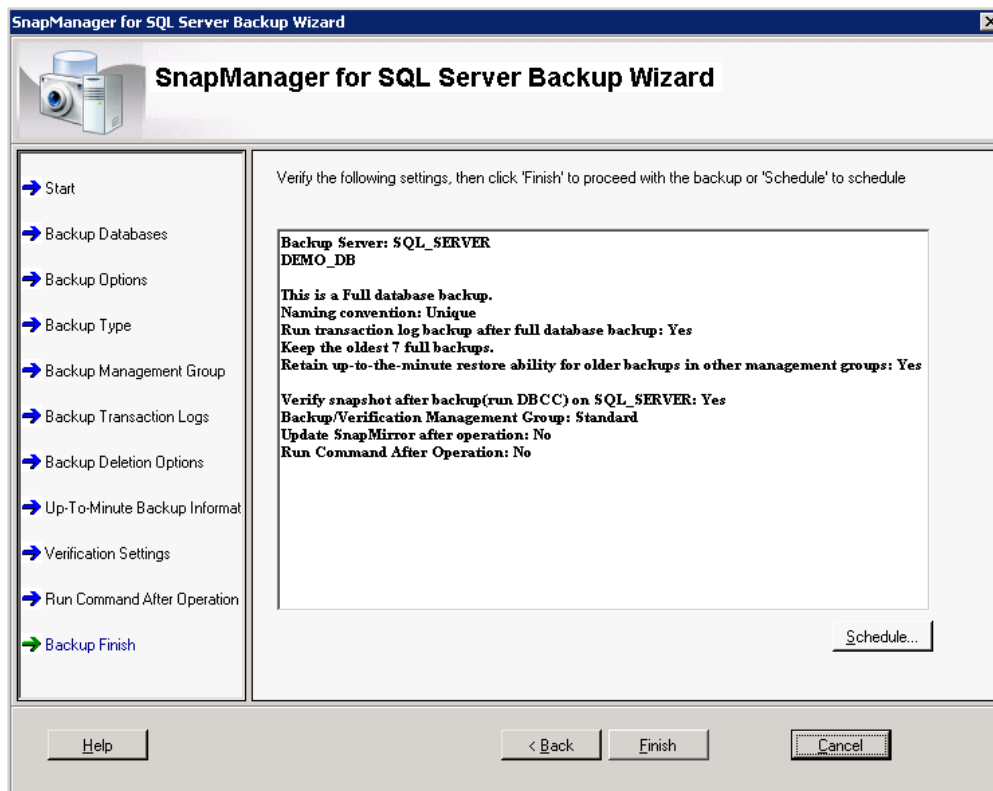 SnapManager for SQL Server Backup Wizard
SnapManager for SQL Server Backup Wizard
Start
Backup Databases
Backup Options
Backup Type
Backup Management Group
Backup Transaction Logs
Backup Deletion Options
Up-To-Minute Backup Informat
Verification Settings
Run Command After Operation
Backup Finish
Verify the following settings, then click 'Finish' to proceed with the backup or 'Schedule' to schedule
Backup Server: SQL_SERVER
DEMO_DB
This is a Full database backup.
Naming convention: Unique
Run transaction log backup after full database backup: Yes
Keep the oldest 7 full backups.
Retain up-to-the-minute restore ability for older backups in other management groups: Yes
Verify snapshot after backup(run DBCC) on SQL_SERVER: Yes
Backup/Verification Management Group: Standard
Update SnapMirror after operation: No
Run Command After Operation: No
Schedule...
Help
< Back
Finish
Cancel